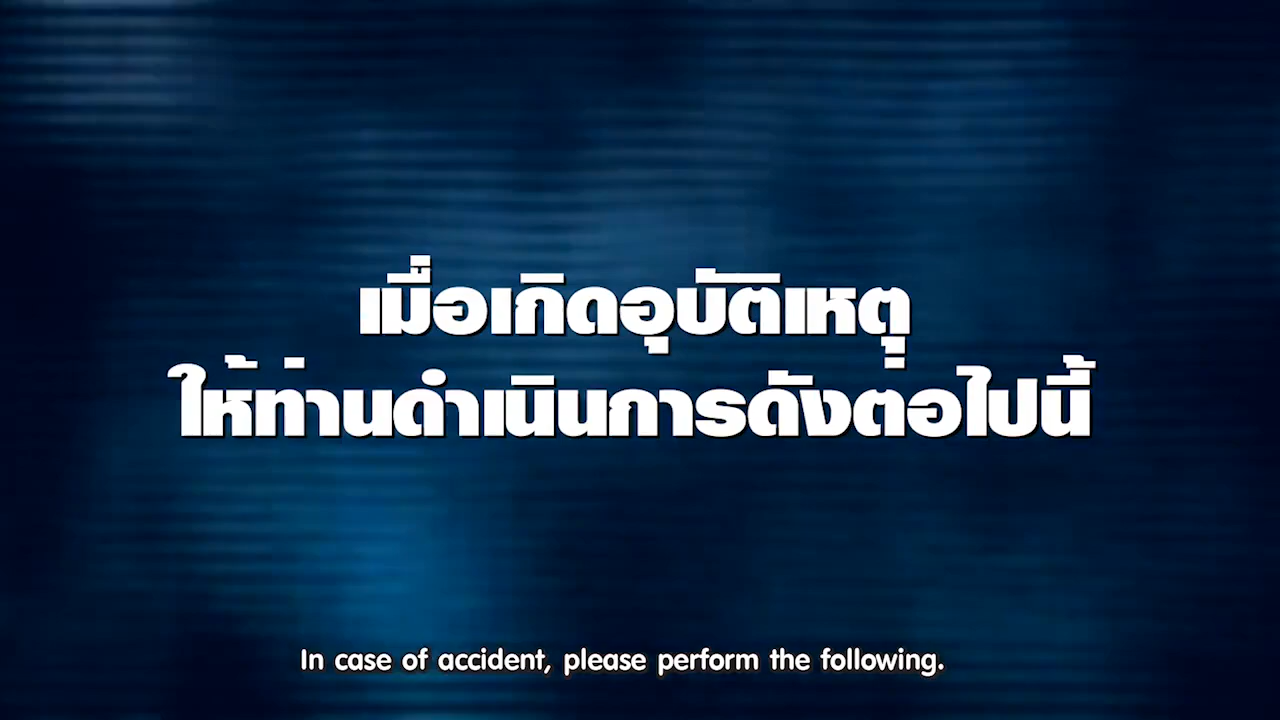 เมื่อเกิดอุบัติเหตุ
ให้ท่านดำเนินการดังต่อไปนี้
In case of accident, please perform the following.